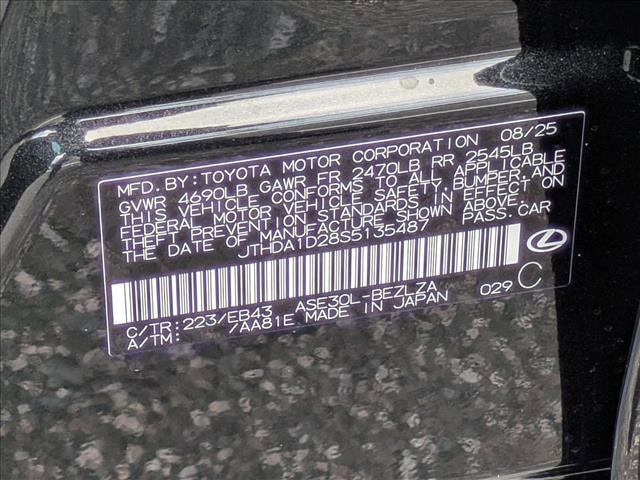 MFD. BY: TOYOTA MOTOR CORPORATION 08/25
GVWR 4690LB GAWR FR 2470LB RR 2545LB
THIS VEHICLE CONFORMS TO ALL APPLICABLE
FEDERAL MOTOR VEHICLE SAFETY, BUMPER, AND
THEFT PREVENTION STANDARDS IN EFFECT ON
THE DATE OF MANUFACTURE SHOWN ABOVE.
JTHDA1D28S5135487 PASS. CAR
C/TR: 223/EB43 ASE30L-BEZLZA 029 C
A/TM: /AA81E MADE IN JAPAN